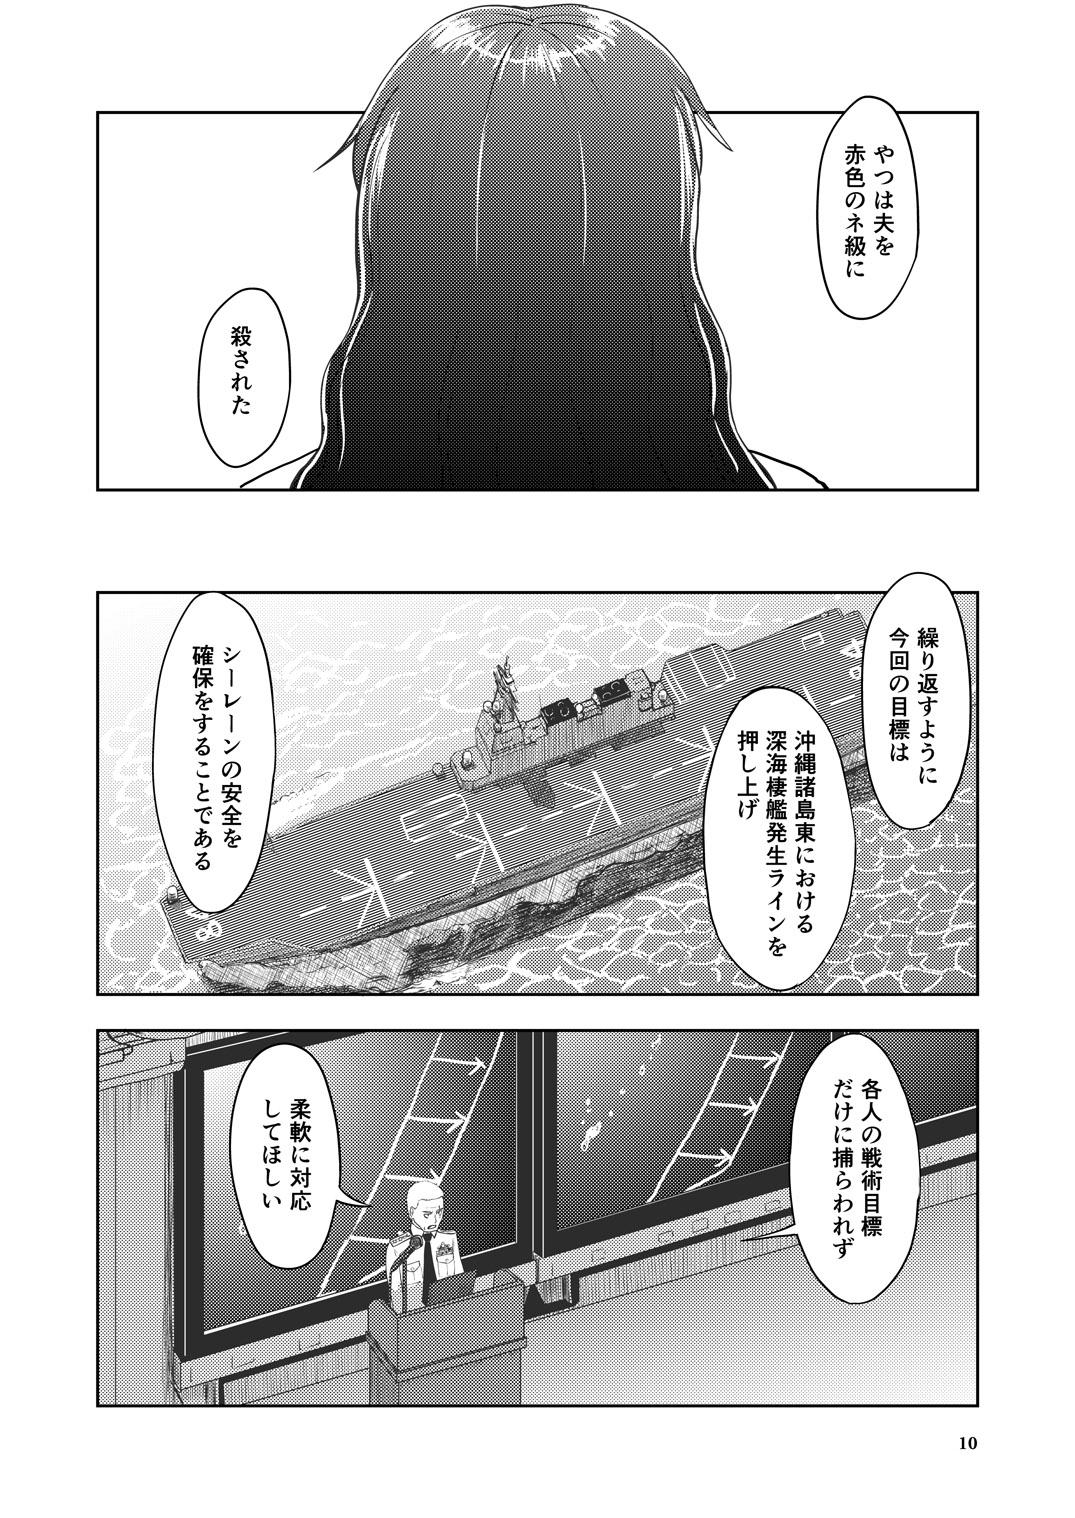 やつは夫を
赤色のネ級に
殺された
繰り返すように
今回の目標は
沖縄諸島東における
深海棲艦発生ラインを
押し上げ
シーレーンの安全を
確保をすることである
各人の戦術目標
だけに捕らわれず
柔軟に対応
してほしい
10